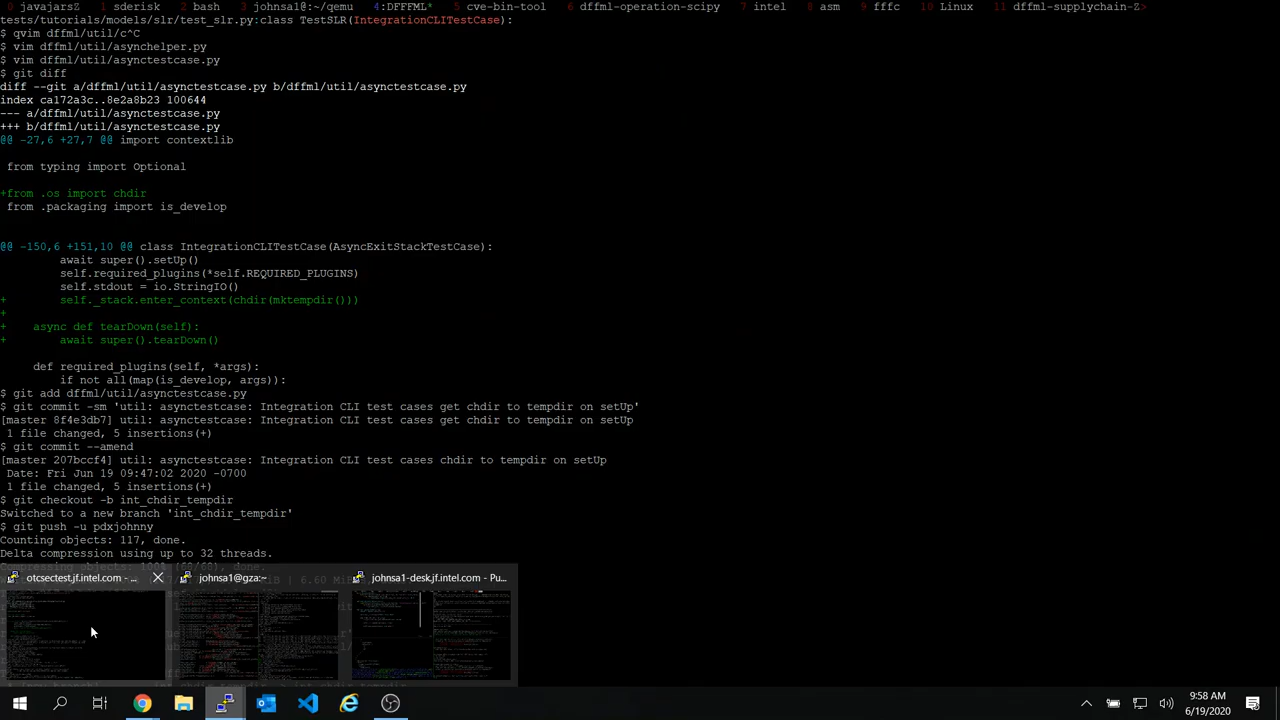 0 javajarsZ 1 sderisk 2 bash 3 johnsa1@:~/qemu 4:DFFFML* 5 cve-bin-tool 6 dffml-operation-scipy 7 intel 8 asm 9 fffc 10 Linux 11 dffml-supplychain-Z>
tests/tutorials/models/slr/test_slr.py:class TestSLR(IntegrationCLITestCase):
$ qvim dffml/util/c^C
$ vim dffml/util/asynchelper.py
$ vim dffml/util/asynctestcase.py
$ git diff
diff --git a/dffml/util/asynctestcase.py b/dffml/util/asynctestcase.py
index ca172a3c..8e2a8b23 100644
--- a/dffml/util/asynctestcase.py
+++ b/dffml/util/asynctestcase.py
@@ -27,6 +27,7 @@ import contextlib
from typing import Optional
+from .os import chdir
from .packaging import is_develop
@@ -150,6 +151,10 @@ class IntegrationCLITestCase(AsyncExitStackTestCase):
await super().setUp()
self.required_plugins(*self.REQUIRED_PLUGINS)
self.stdout = io.StringIO()
+ self._stack.enter_context(chdir(mktempdir()))
+
+ async def tearDown(self):
+ await super().tearDown()
def required_plugins(self, *args):
if not all(map(is_develop, args)):
$ git add dffml/util/asynctestcase.py
$ git commit -sm 'util: asynctestcase: Integration CLI test cases get chdir to tempdir on setUp'
[master 8f4e3db7] util: asynctestcase: Integration CLI test cases get chdir to tempdir on setUp
1 file changed, 5 insertions(+)
$ git commit --amend
[master 207bccf4] util: asynctestcase: Integration CLI test cases chdir to tempdir on setUp
Date: Fri Jun 19 09:47:02 2020 -0700
1 file changed, 5 insertions(+)
$ git checkout -b int_chdir_tempdir
Switched to a new branch 'int_chdir_tempdir'
$ git push -u pdxjohnny
Counting objects: 117, done.
Delta compression using up to 32 threads.
Compressing objects: 100% (68/68), done.
otcsectest.jf.intel.com - ... johnsa1@gza:~ johnsa1-desk.jf.intel.com - Pu...
9:58 AM
6/19/2020